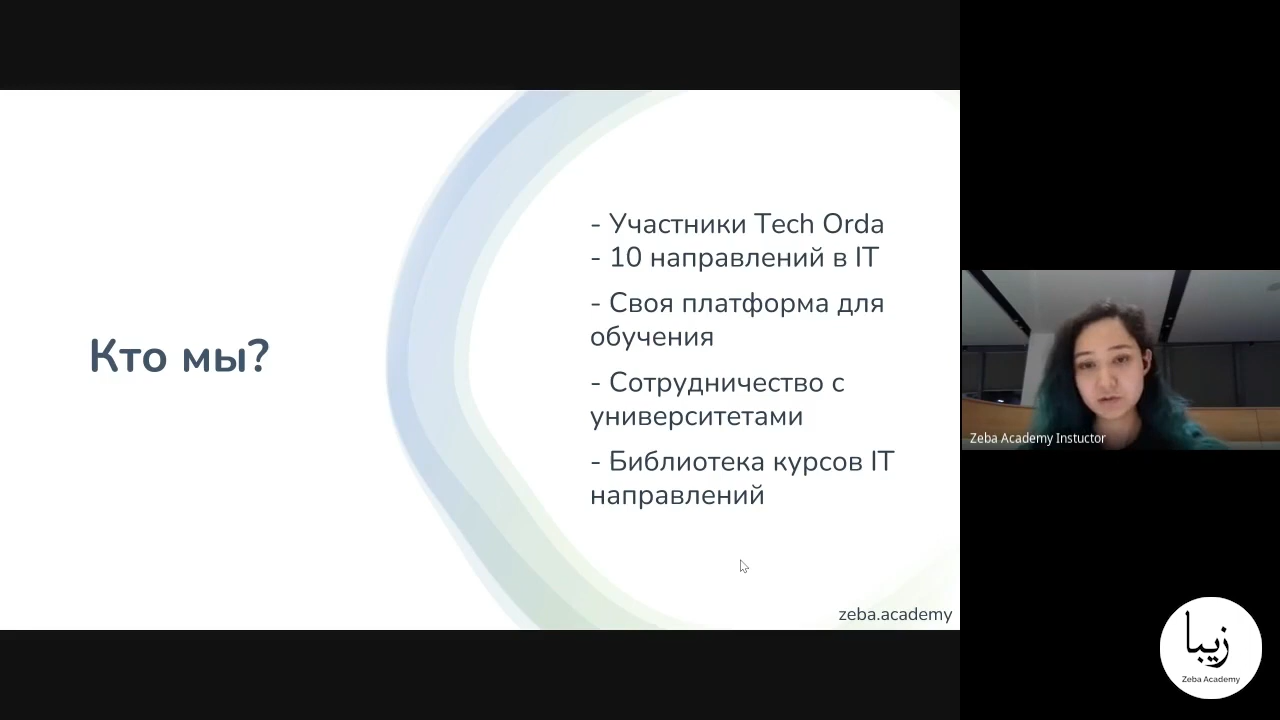 Кто мы?
- Участники Tech Orda
- 10 направлений в IT
- Своя платформа для
обучения
- Сотрудничество с
университетами
- Библиотека курсов IT
направлений
zeba.academy
Zeba Academy Instuctor
زيبا
Zeba Academy